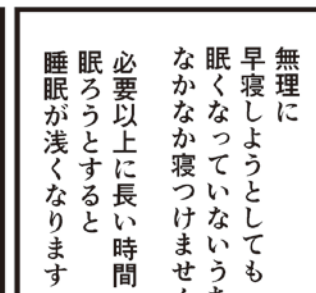 無理に
早寝しようとしても
眠くなっていないう
なかなか寝つけませ
必要以上に長い時間
眠ろうとすると
睡眠が浅くなります